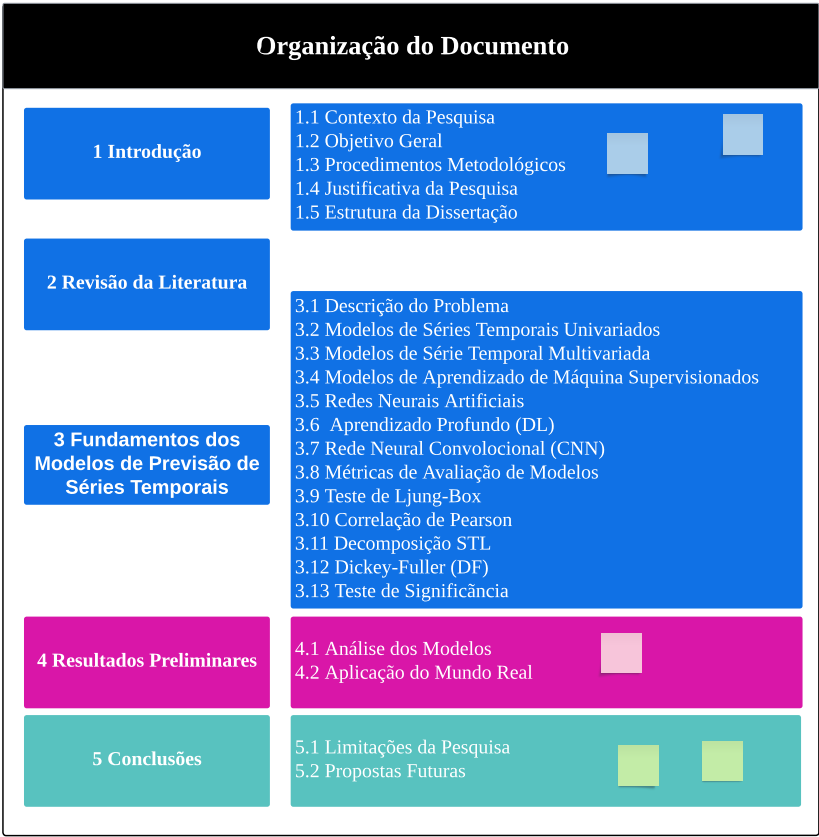 Organização do Documento
1 Introdução
1.1 Contexto da Pesquisa
1.2 Objetivo Geral
1.3 Procedimentos Metodológicos
1.4 Justificativa da Pesquisa
1.5 Estrutura da Dissertação
2 Revisão da Literatura
3 Fundamentos dos
Modelos de Previsão de
Séries Temporais
3.1 Descrição do Problema
3.2 Modelos de Séries Temporais Univariados
3.3 Modelos de Série Temporal Multivariada
3.4 Modelos de Aprendizado de Máquina Supervisionados
3.5 Redes Neurais Artificiais
3.6  Aprendizado Profundo (DL)
3.7 Rede Neural Convolocional (CNN)
3.8 Métricas de Avaliação de Modelos
3.9 Teste de Ljung-Box
3.10 Correlação de Pearson
3.11 Decomposição STL
3.12 Dickey-Fuller (DF)
3.13 Teste de Significãncia
4 Resultados Preliminares
4.1 Análise dos Modelos
4.2 Aplicação do Mundo Real
5 Conclusões
5.1 Limitações da Pesquisa
5.2 Propostas Futuras